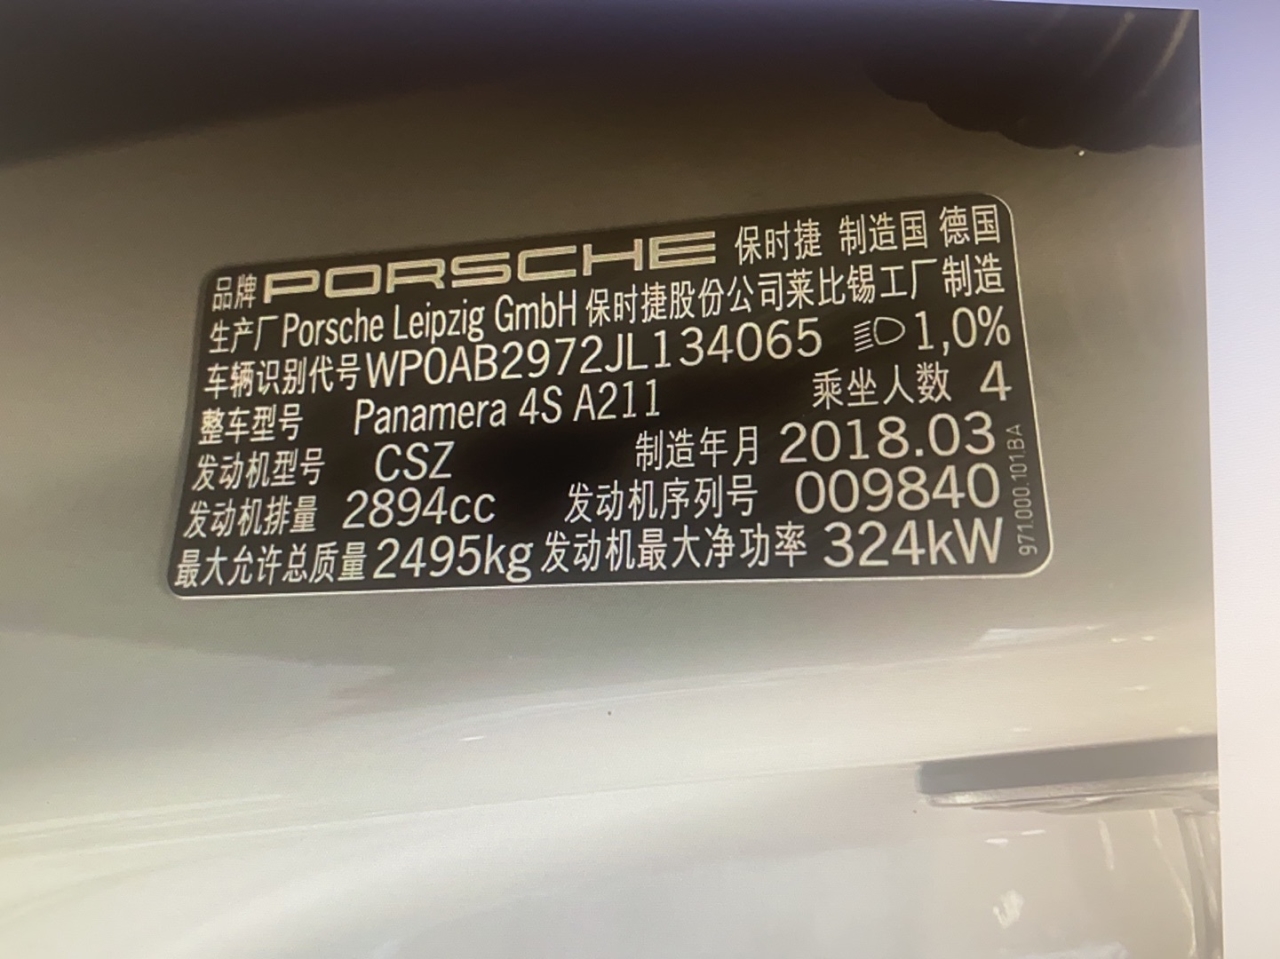 品牌 PORSCHE 保时捷 制造国 德国
生产厂 Porsche Leipzig GmbH 保时捷股份公司莱比锡工厂制造
车辆识别代号 WP0AB2972JL134065 1,0%
整车型号 Panamera 4S A211 乘坐人数 4
发动机型号 CSZ 制造年月 2018.03
发动机排量 2894cc 发动机序列号 009840
最大允许总质量 2495kg 发动机最大净功率 324kW
971.000.101.BA